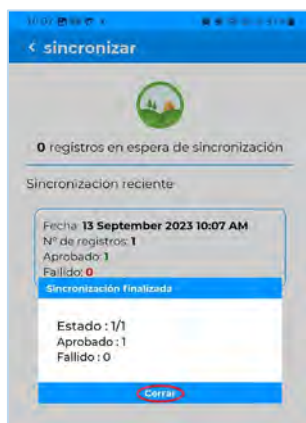 sincronizar
0 registros en espera de sincronización
Sincronización reciente
Fecha: 13 September 2023 10:07 AM
N° de registros: 1
Aprobado: 1
Fallido: 0
Sincronización finalizada
Estado : 1/1
Aprobado : 1
Fallido : 0
Cerrar